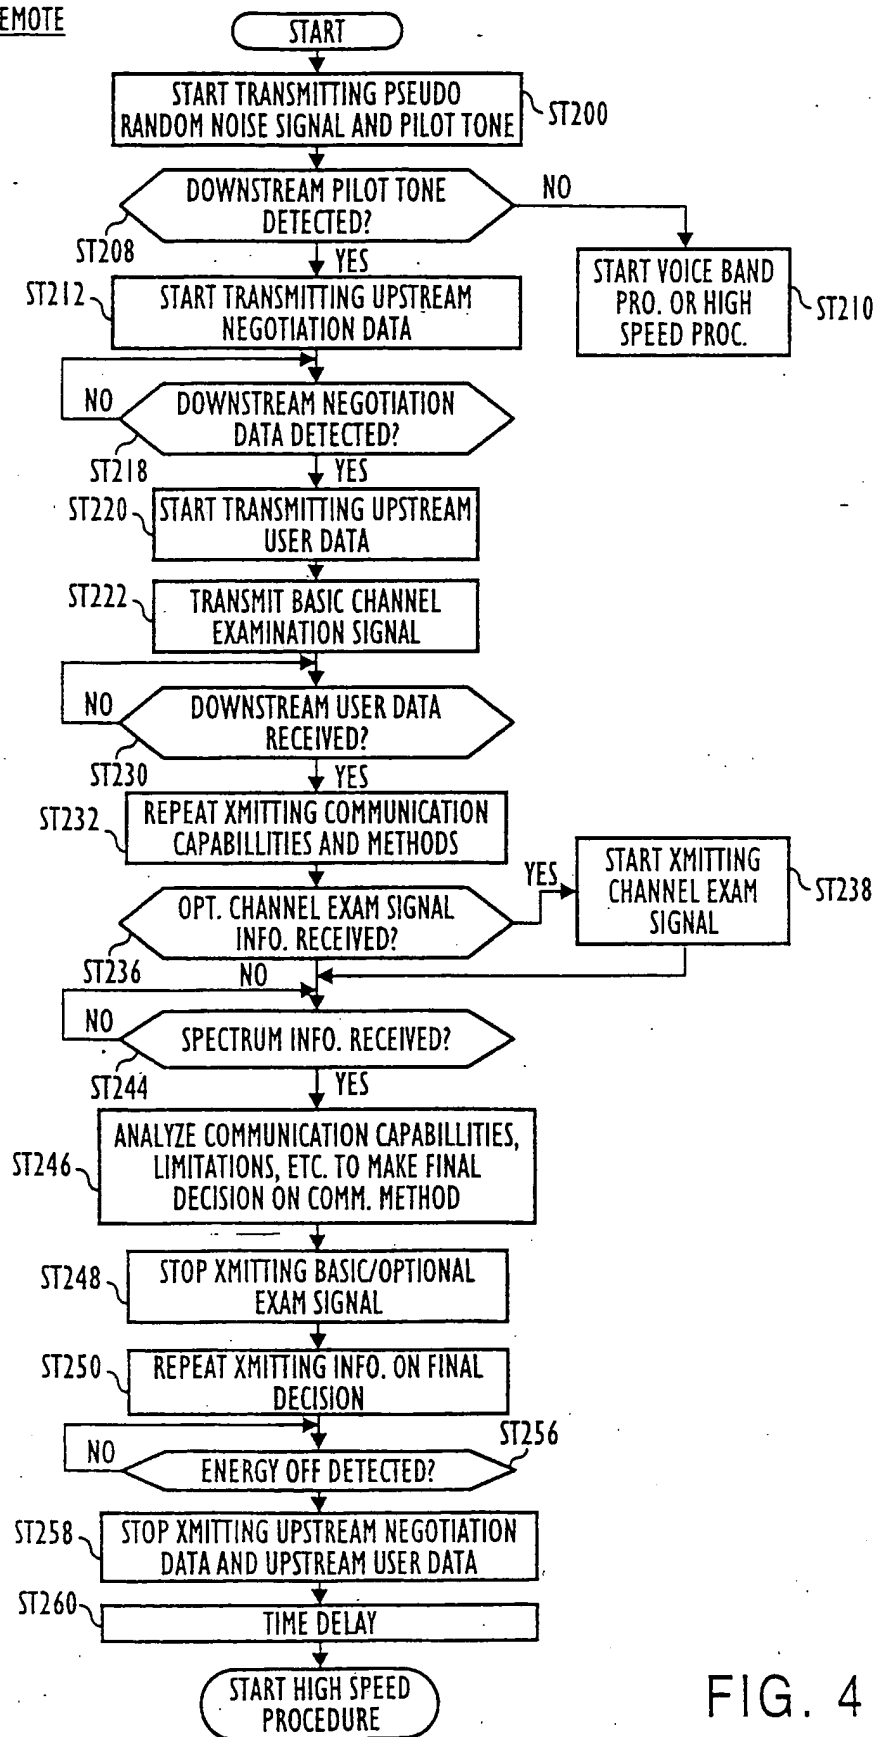 EMOTE
START
START TRANSMITTING PSEUDO
RANDOM NOISE SIGNAL AND PILOT TONE
ST200
DOWNSTREAM PILOT TONE
DETECTED?
NO
ST208
YES
START VOICE BAND
PRO. OR HIGH
SPEED PROC.
ST210
ST212
START TRANSMITTING UPSTREAM
NEGOTIATION DATA
NO
DOWNSTREAM NEGOTIATION
DATA DETECTED?
ST218
YES
ST220
START TRANSMITTING UPSTREAM
USER DATA
ST222
TRANSMIT BASIC CHANNEL
EXAMINATION SIGNAL
NO
DOWNSTREAM USER DATA
RECEIVED?
ST230
YES
ST232
REPEAT XMITTING COMMUNICATION
CAPABILLITIES AND METHODS
OPT. CHANNEL EXAM SIGNAL
INFO. RECEIVED?
YES
START XMITTING
CHANNEL EXAM
SIGNAL
ST238
ST236
NO
NO
SPECTRUM INFO. RECEIVED?
ST244
YES
ST246
ANALYZE COMMUNICATION CAPABILLITIES,
LIMITATIONS, ETC. TO MAKE FINAL
DECISION ON COMM. METHOD
ST248
STOP XMITTING BASIC/OPTIONAL
EXAM SIGNAL
ST250
REPEAT XMITTING INFO. ON FINAL
DECISION
NO
ENERGY OFF DETECTED?
ST256
ST258
STOP XMITTING UPSTREAM NEGOTIATION
DATA AND UPSTREAM USER DATA
ST260
TIME DELAY
START HIGH SPEED
PROCEDURE
FIG. 4